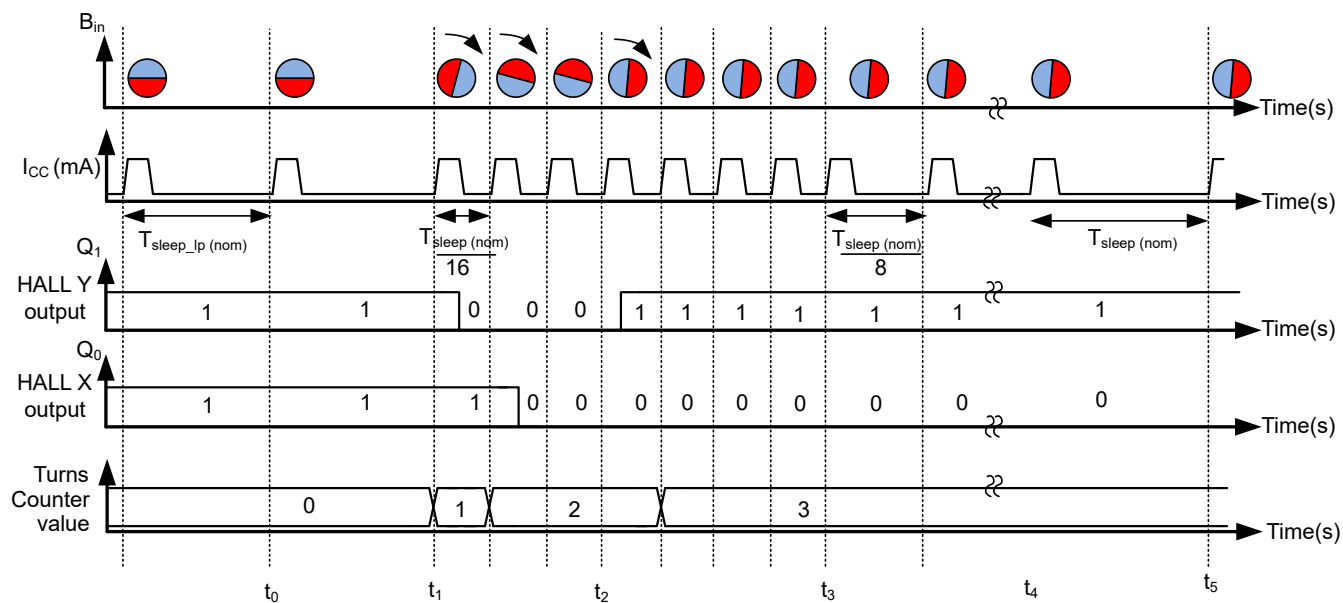 B_in
Time(s)
I_CC (mA)
Time(s)
T_sleep_lp (nom)
T_sleep (nom)
16
T_sleep (nom)
8
T_sleep (nom)
Q_1
HALL Y
output
1 1 0 0 0 1 1 1 1 1 1 1
Time(s)
Q_0
HALL X
output
1 1 1 0 0 0 0 0 0 0 0 0
Time(s)
Turns
Counter
value
0 1 2 3
Time(s)
t_0 t_1 t_2 t_3 t_4 t_5